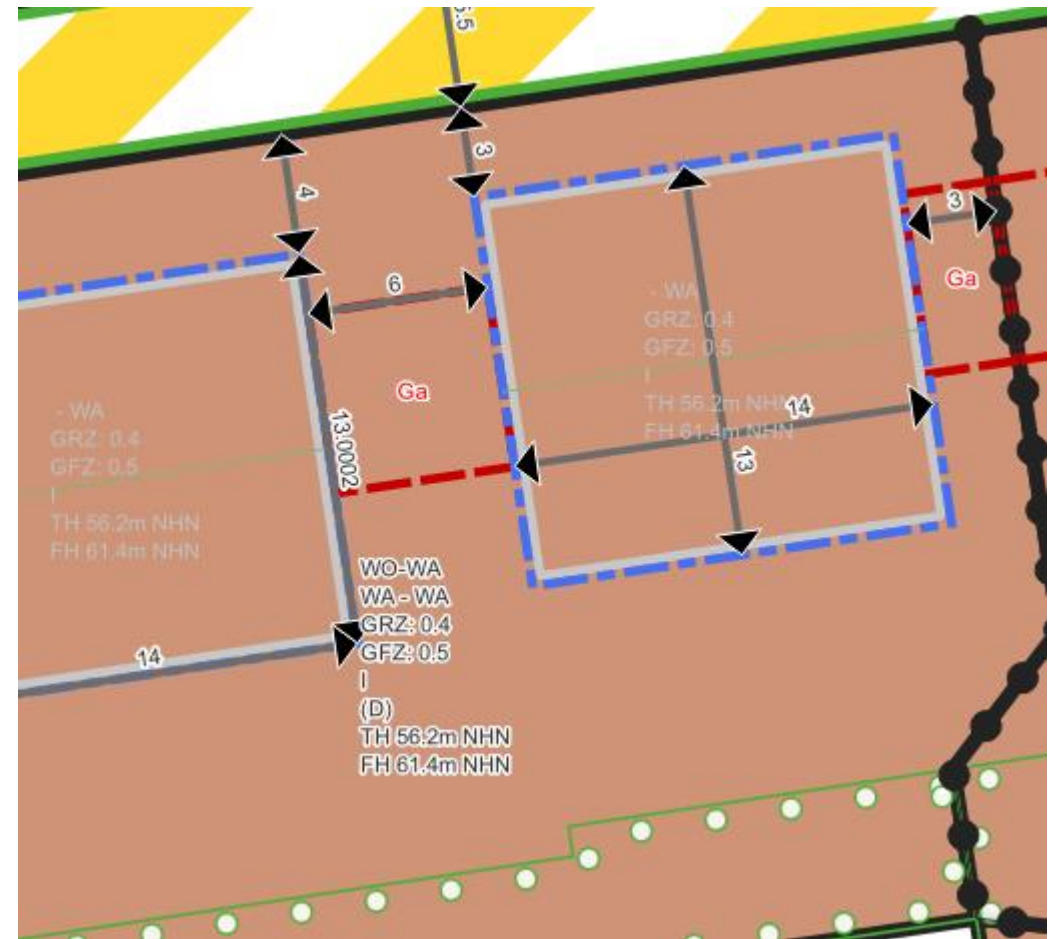 5.5
3
4
3
6
Ga
- WA
GRZ: 0.4
GFZ: 0.5
I
TH 56.2m NHN
FH 61.4m NHN
Ga
14
13
- WA
GRZ: 0.4
GFZ: 0.5
I
TH 56.2m NHN
FH 61.4m NHN
13.0002
14
WO-WA
WA - WA
GRZ: 0.4
GFZ: 0.5
I
(D)
TH 56.2m NHN
FH 61.4m NHN